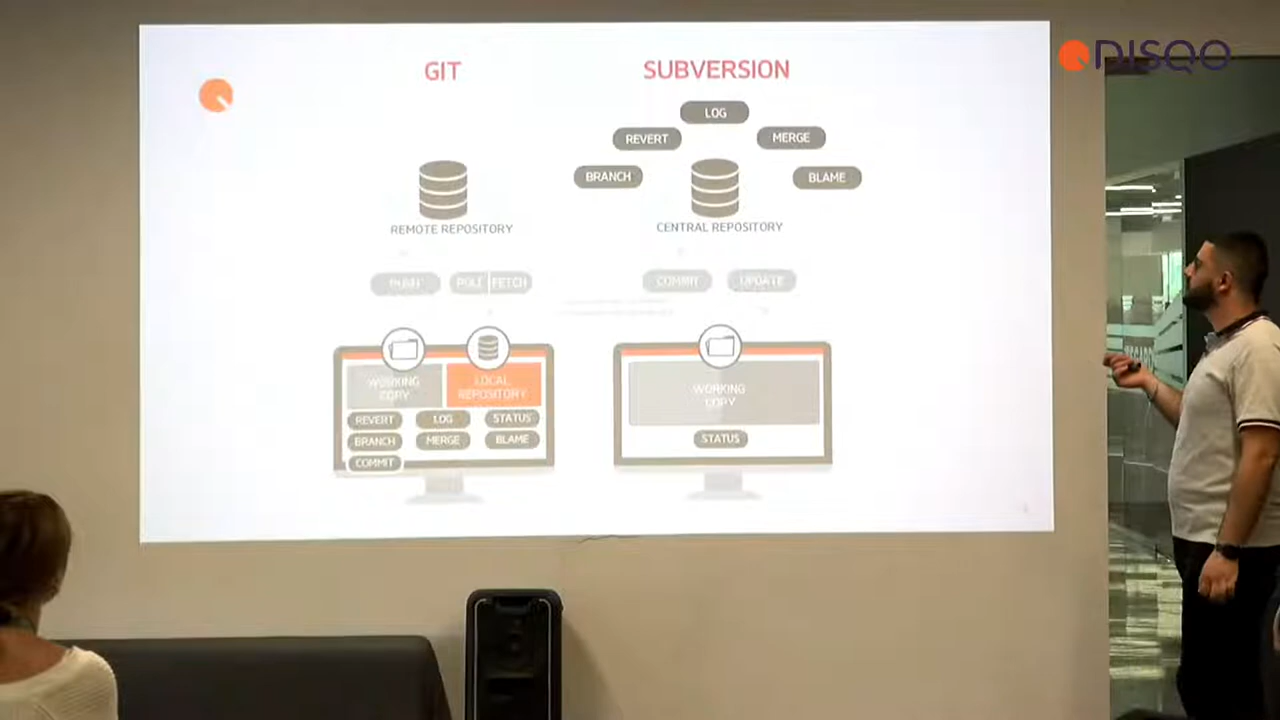 DISQO
GIT
SUBVERSION
LOG
REVERT
MERGE
BRANCH
BLAME
REMOTE REPOSITORY
CENTRAL REPOSITORY
PUSH
PULL
FETCH
COMMIT
UPDATE
WORKING
COPY
LOCAL
REPOSITORY
REVERT
LOG
STATUS
BRANCH
MERGE
BLAME
COMMIT
WORKING
COPY
STATUS